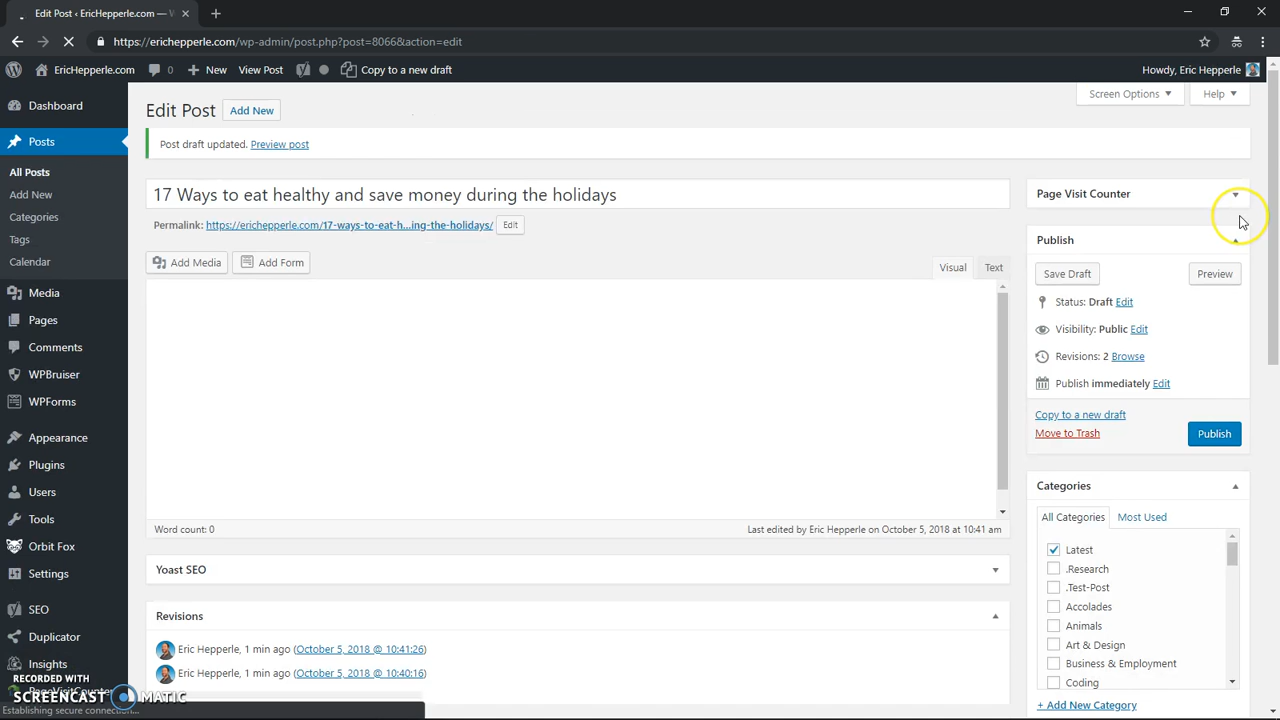 Edit Post ‹ EricHepperle.com — W
https://erichepperle.com/wp-admin/post.php?post=8066&action=edit
EricHepperle.com 0 New View Post Copy to a new draft Howdy, Eric Hepperle
Dashboard
Posts
All Posts
Add New
Categories
Tags
Calendar
Media
Pages
Comments
WPBruiser
WPForms
Appearance
Plugins
Users
Tools
Orbit Fox
Settings
SEO
Duplicator
Insights
PageVisitCounter
Screen Options Help
Edit Post Add New
Post draft updated. Preview post
17 Ways to eat healthy and save money during the holidays
Permalink: https://erichepperle.com/17-ways-to-eat-h...ing-the-holidays/ Edit
Add Media Add Form
Visual Text
Word count: 0 Last edited by Eric Hepperle on October 5, 2018 at 10:41 am
Yoast SEO
Revisions
Eric Hepperle, 1 min ago (October 5, 2018 @ 10:41:26)
Eric Hepperle, 1 min ago (October 5, 2018 @ 10:40:16)
Page Visit Counter
Publish
Save Draft Preview
Status: Draft Edit
Visibility: Public Edit
Revisions: 2 Browse
Publish immediately Edit
Copy to a new draft
Move to Trash Publish
Categories
All Categories Most Used
Latest
.Research
.Test-Post
Accolades
Animals
Art & Design
Business & Employment
Coding
+ Add New Category
RECORDED WITH
SCREENCAST MATIC
Establishing secure connection...